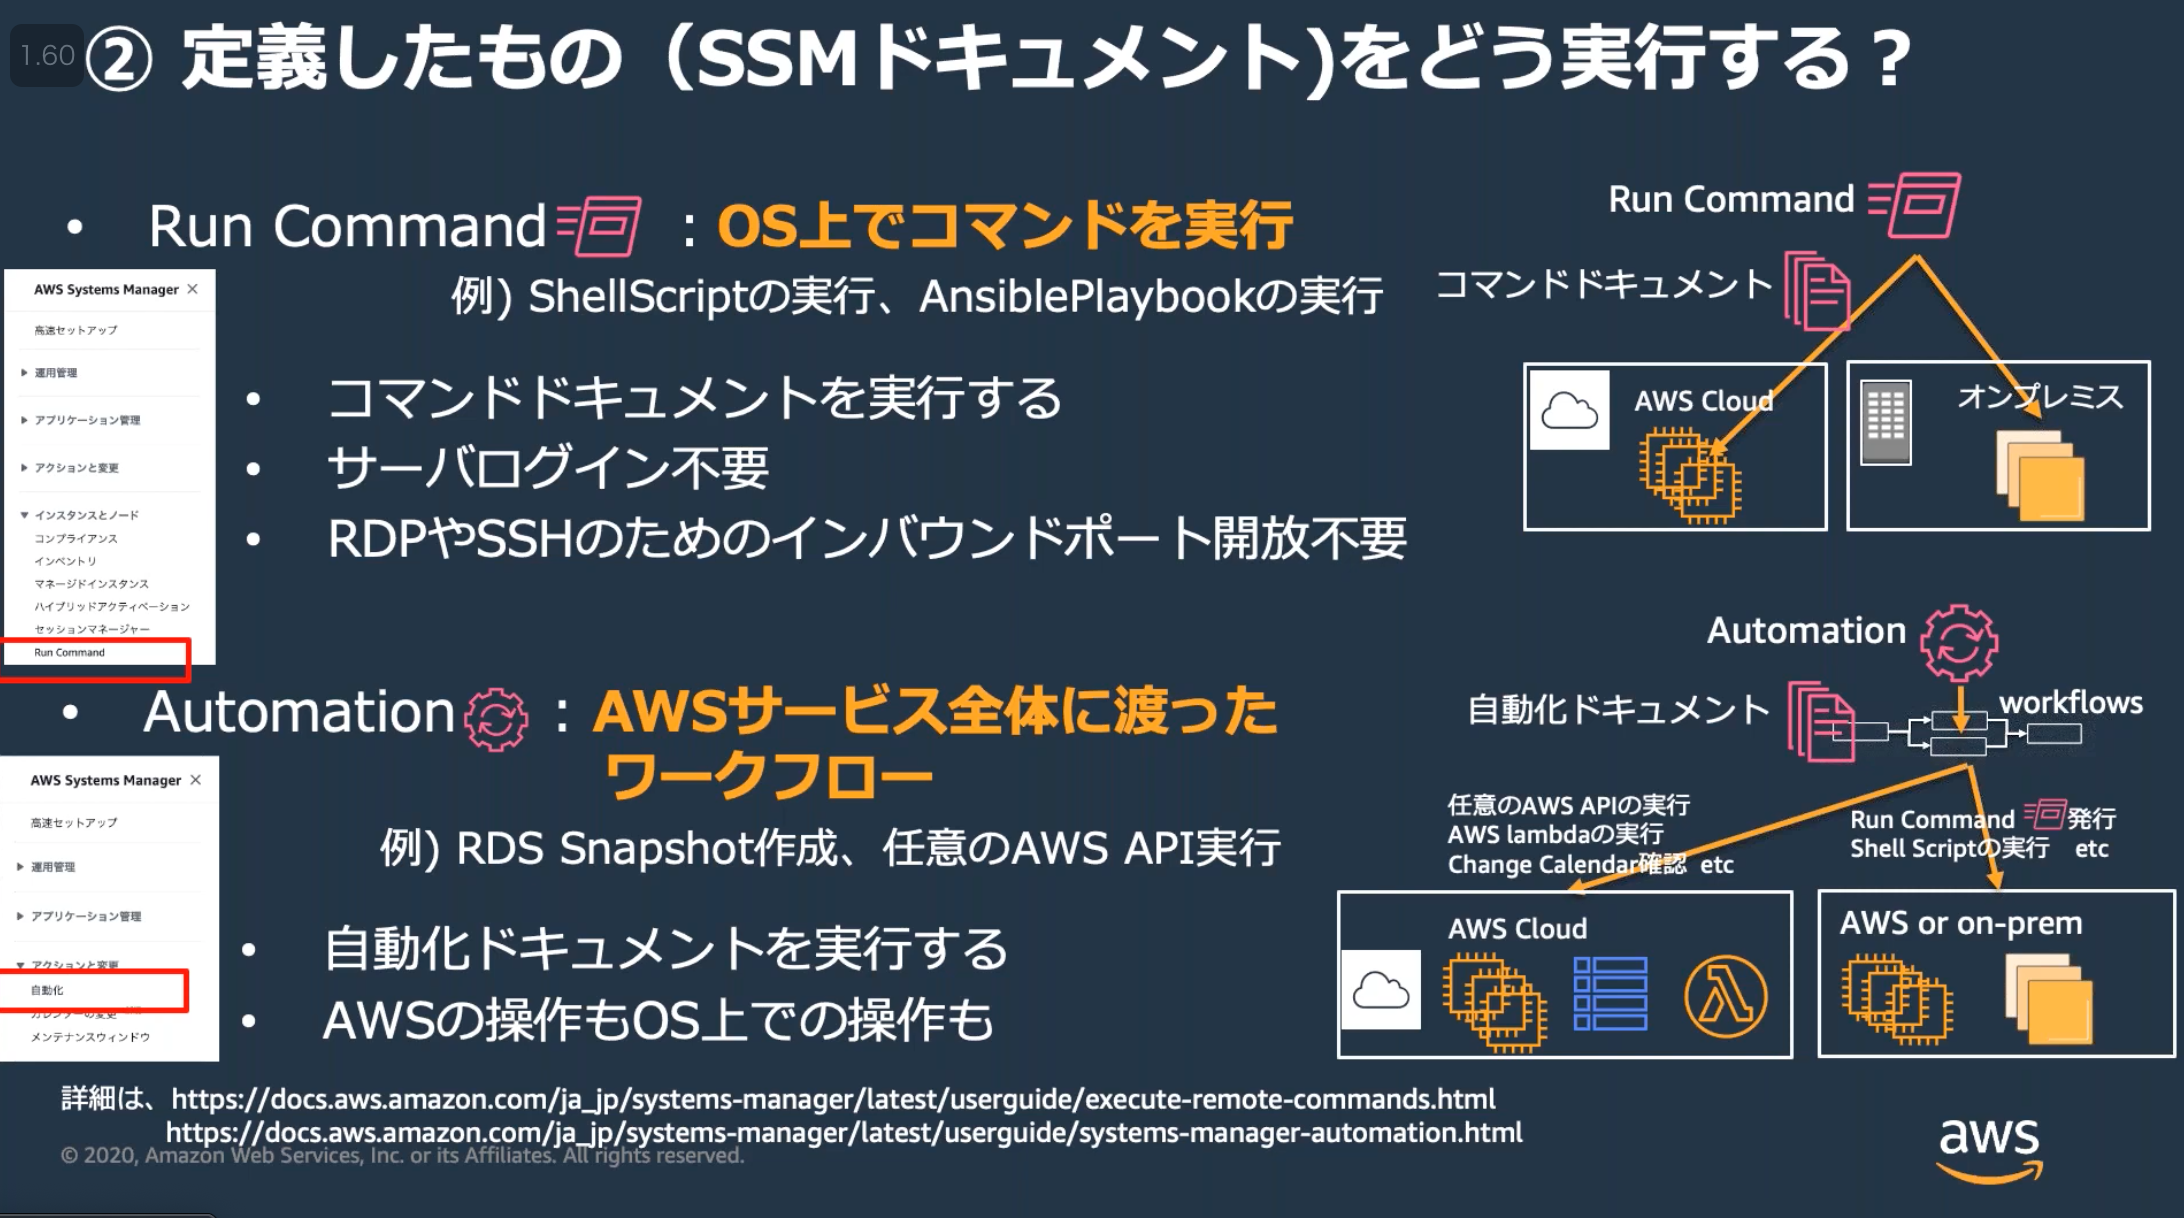 1.60
② 定義したもの（SSMドキュメント)をどう実行する？
• Run Command ：OS上でコマンドを実行
例) ShellScriptの実行、AnsiblePlaybookの実行
• コマンドドキュメントを実行する
• サーバログイン不要
• RDPやSSHのためのインバウンドポート開放不要
AWS Systems Manager ×
高速セットアップ
▶ 運用管理
▶ アプリケーション管理
▶ アクションと変更
▼ インスタンスとノード
コンプライアンス
インベントリ
マネージドインスタンス
ハイブリッドアクティベーション
セッションマネージャー
Run Command
Run Command
コマンドドキュメント
AWS Cloud
オンプレミス
• Automation ：AWSサービス全体に渡った
ワークフロー
例) RDS Snapshot作成、任意のAWS API実行
• 自動化ドキュメントを実行する
• AWSの操作もOS上での操作も
AWS Systems Manager ×
高速セットアップ
▶ 運用管理
▶ アプリケーション管理
▼ アクションと変更
自動化
カレンダーの変更
メンテナンスウィンドウ
Automation
自動化ドキュメント
workflows
任意のAWS APIの実行
AWS lambdaの実行
Change Calendar確認 etc
Run Command 発行
Shell Scriptの実行 etc
AWS Cloud
AWS or on-prem
詳細は、https://docs.aws.amazon.com/ja_jp/systems-manager/latest/userguide/execute-remote-commands.html
https://docs.aws.amazon.com/ja_jp/systems-manager/latest/userguide/systems-manager-automation.html
© 2020, Amazon Web Services, Inc. or its Affiliates. All rights reserved.
aws